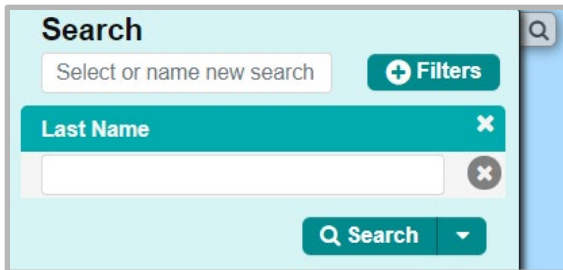 Search
Select or name new search
Filters
Last Name
Search